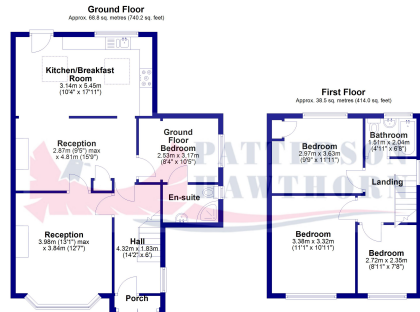 Ground Floor
Approx. 68.8 sq. metres (740.2 sq. feet)
Kitchen/Breakfast
Room
3.14m x 5.45m
(10'4" x 17'11")
Reception
2.87m (9'5") max
x 4.81m (15'9")
Ground
Floor
Bedroom
2.53m x 3.17m
(8'4" x 10'5")
En-suite
Reception
3.98m (13'1") max
x 3.84m (12'7")
Hall
4.32m x 1.83m
(14'2" x 6')
Porch
First Floor
Approx. 38.5 sq. metres (414.0 sq. feet)
Bedroom
2.97m x 3.63m
(9'9" x 11'11")
Bathroom
1.51m x 2.04m
(4'11" x 6'8")
Landing
Bedroom
3.38m x 3.32m
(11'1" x 10'11")
Bedroom
2.72m x 2.35m
(8'11" x 7'8")
PATTERSON
HAWTHORN